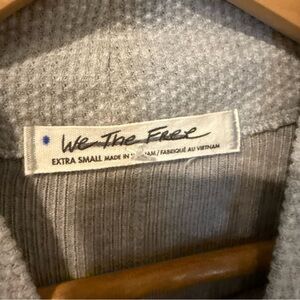 We The Free
EXTRA SMALL MADE IN VIETNAM / FABRIQUÉ AU VIETNAM